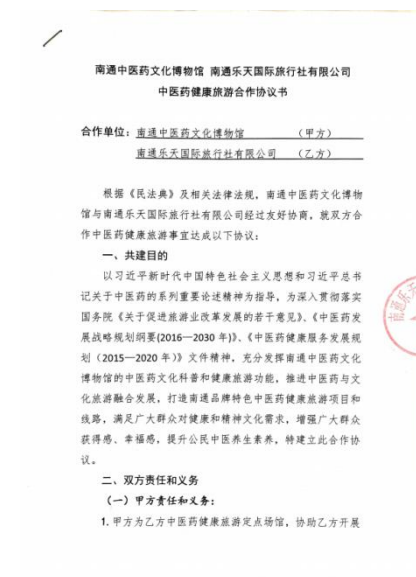 南通中医药文化博物馆 南通乐天国际旅行社有限公司
中医药健康旅游合作协议书
合作单位：南通中医药文化博物馆 （甲方）
南通乐天国际旅行社有限公司 （乙方）
根据《民法典》及相关法律法规，南通中医药文化博物
馆与南通乐天国际旅行社有限公司经过友好协商，就双方合
作中医药健康旅游事宜达成以下协议：
一、共建目的
以习近平新时代中国特色社会主义思想和习近平总书
记关于中医药的系列重要论述精神为指导，为深入贯彻落实
国务院《关于促进旅游业改革发展的若干意见》、《中医药发
展战略规划纲要(2016—2030年)》、《中医药健康服务发展规
划（2015—2020年）》文件精神，充分发挥南通中医药文化
博物馆的中医药文化科普和健康旅游功能，推进中医药与文
化旅游融合发展，打造南通品牌特色中医药健康旅游项目和
线路，满足广大群众对健康和精神文化需求，增强广大群众
获得感、幸福感，提升公民中医养生素养，特建立此合作协
议。
二、双方责任和义务
（一）甲方责任和义务：
1.甲方为乙方中医药健康旅游定点场馆，协助乙方开展
南通乐天